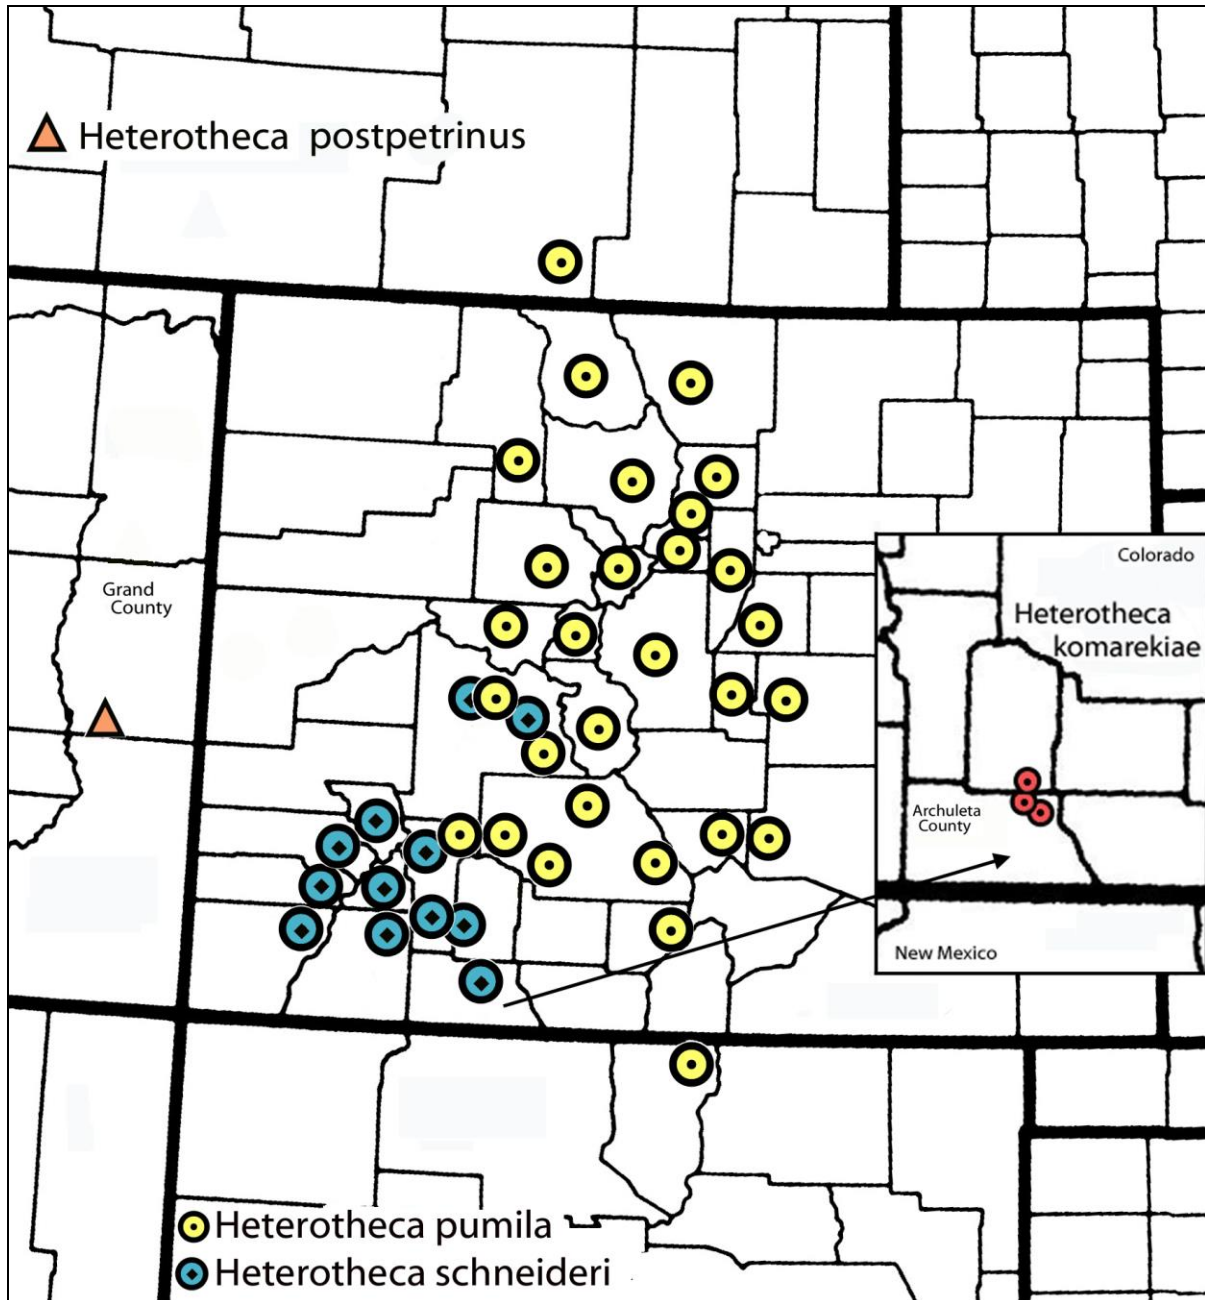 Heterotheca postpetrinus
Grand
County
Colorado
Heterotheca
komarekiae
Archuleta
County
New Mexico
Heterotheca pumila
Heterotheca schneideri